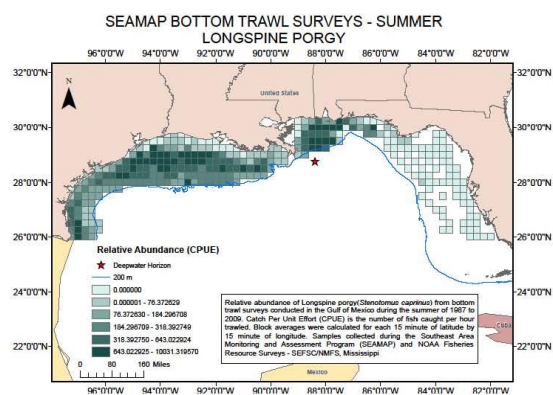 SEAMAP BOTTOM TRAWL SURVEYS - SUMMER
LONGSPINE PORGY
96°0'0"W 94°0'0"W 92°0'0"W 90°0'0"W 88°0'0"W 86°0'0"W 84°0'0"W 82°0'0"W
32°0'0"N 32°0'0"N
N
United States
30°0'0"N 30°0'0"N
28°0'0"N 28°0'0"N
26°0'0"N 26°0'0"N
Relative Abundance (CPUE)
Deepwater Horizon
200 m
0.000000
0.000001 - 76.372629
76.372630 - 184.296708
184.296709 - 318.392749
318.392750 - 643.022924
643.022925 - 10031.319570
0 80 160 Miles
24°0'0"N 24°0'0"N
Relative abundance of Longspine porgy(Stenotomus caprinus) from bottom
trawl surveys conducted in the Gulf of Mexico during the summer of 1987 to
2009. Catch Per Unit Effort (CPUE) is the number of fish caught per hour
trawled. Block averages were calculated for each 15 minute of latitude by
15 minute of longitude. Samples collected during the Southeast Area
Monitoring and Assessment Program (SEAMAP) and NOAA Fisheries
Resource Surveys - SEFSC/NMFS, Mississippi
Cuba
22°0'0"N 22°0'0"N
Mexico
96°0'0"W 94°0'0"W 92°0'0"W 90°0'0"W 88°0'0"W 86°0'0"W 84°0'0"W 82°0'0"W